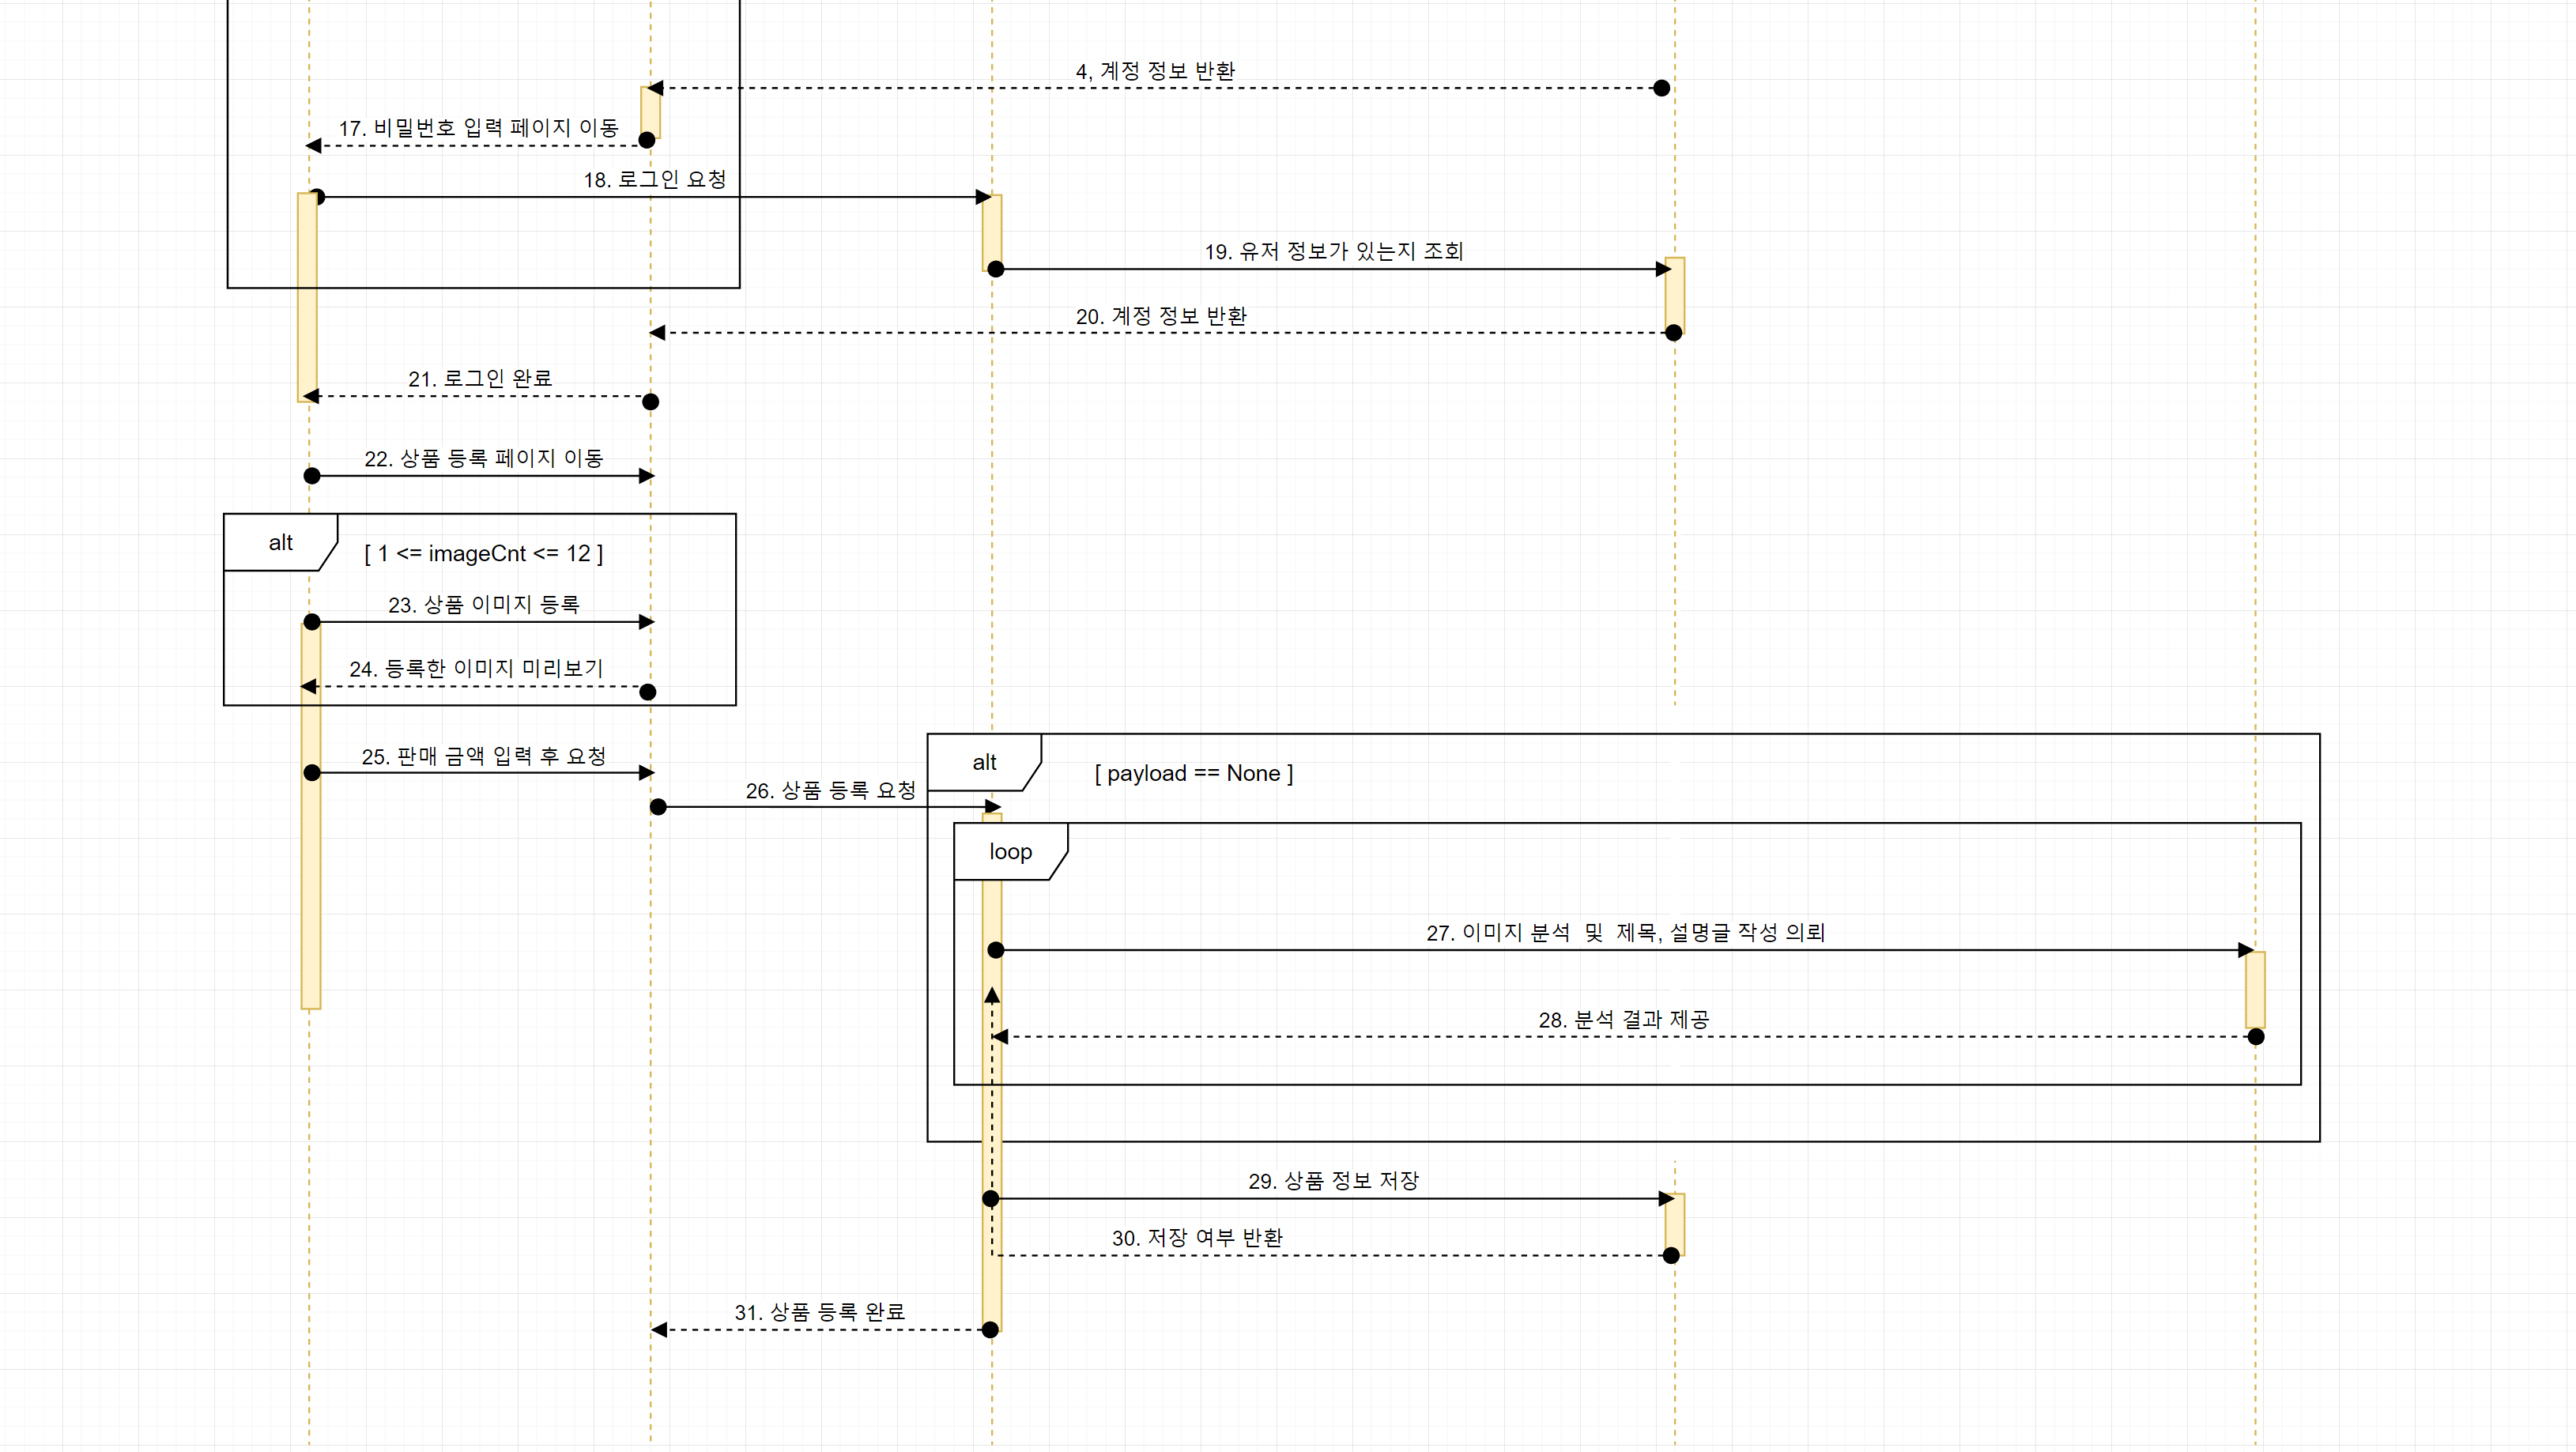 4, 계정 정보 반환
17. 비밀번호 입력 페이지 이동
18. 로그인 요청
19. 유저 정보가 있는지 조회
20. 계정 정보 반환
21. 로그인 완료
22. 상품 등록 페이지 이동
alt
[ 1 <= imageCnt <= 12 ]
23. 상품 이미지 등록
24. 등록한 이미지 미리보기
25. 판매 금액 입력 후 요청
alt
[ payload == None ]
26. 상품 등록 요청
loop
27. 이미지 분석 및 제목, 설명글 작성 의뢰
28. 분석 결과 제공
29. 상품 정보 저장
30. 저장 여부 반환
31. 상품 등록 완료